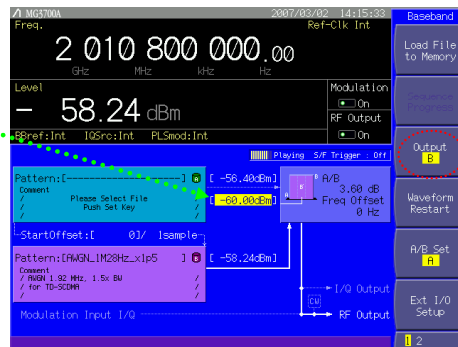 MG3700A 2007/03/02 14:15:33
Freq. Ref-Clk Int
2 010 800 000.00
GHz MHz kHz Hz
Level
- 58.24 dBm
Modulation
On
RF Output
On
BBref:Int IQSrc:Int PLSmod:Int
Playing S/F Trigger : Off
Pattern:[--------------------] A [ -56.40dBm]
Comment
/ Please Select File /
/ Push Set Key /
[ -60.00dBm]
B A/B
3.60 dB
A B'
Freq Offset
0 Hz
StartOffset:[ 0]/ 1sample
Pattern:[AWGN_1M28Hz_x1p5 ] B [ -58.24dBm]
Comment
/ AWGN 1.92 MHz, 1.5x BW /
/ for TD-SCDMA /
/ /
I/Q Output
CW
Modulation Input I/Q RF Output
Baseband
Load File
to Memory
Sequence
Progress
Output
B
Waveform
Restart
A/B Set
A
Ext I/O
Setup
1 2